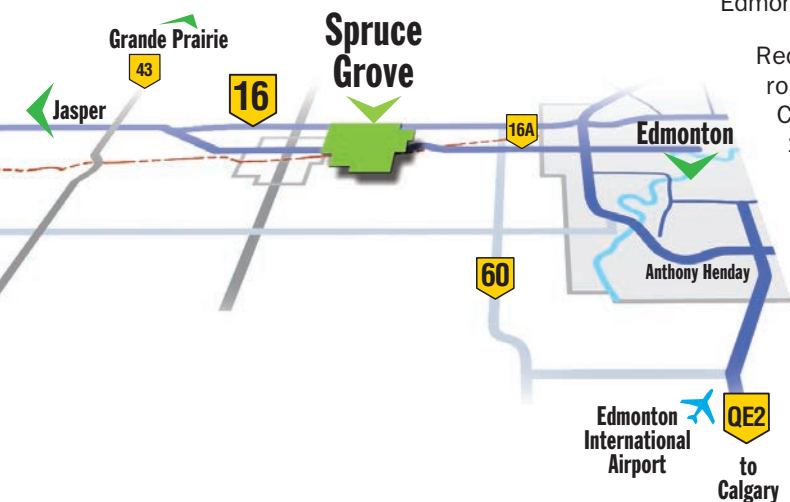 Grande Prairie
43
Jasper
16
Spruce
Grove
16A
Edmonton
60
Anthony Henday
Edmonton
International
Airport
QE2
to
Calgary